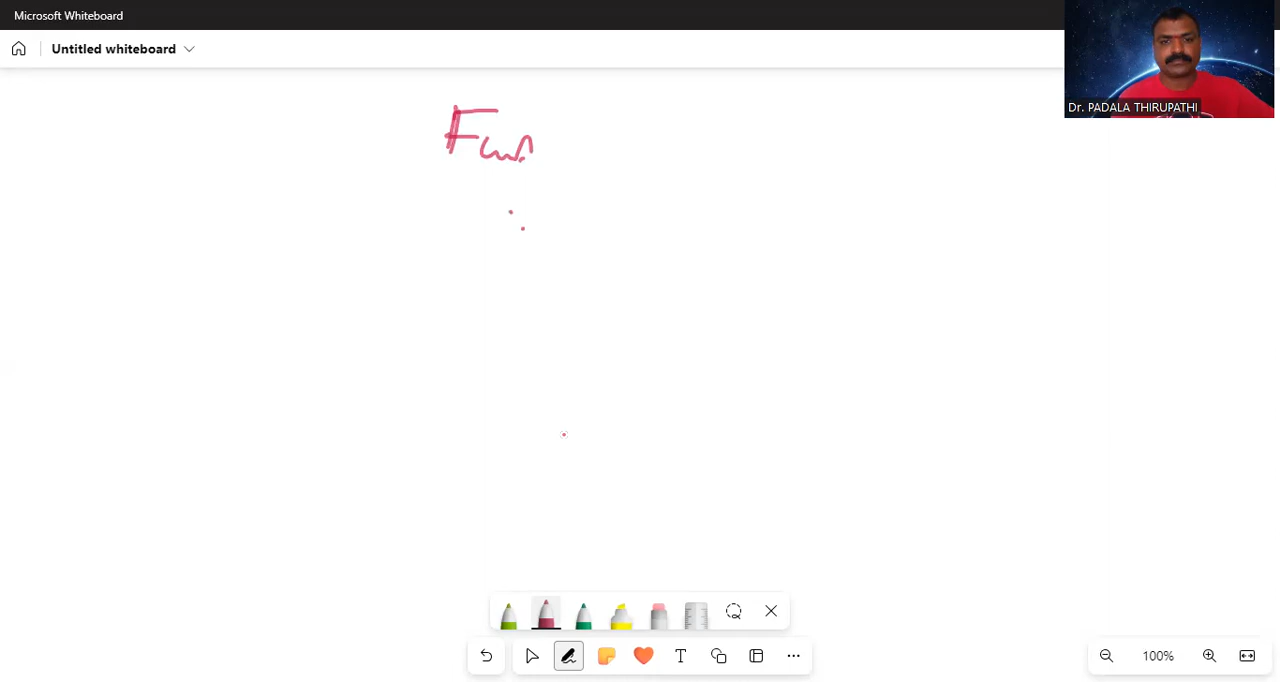 Microsoft Whiteboard
Untitled whiteboard
Dr. PADALA THIRUPATHI
Fun
100%